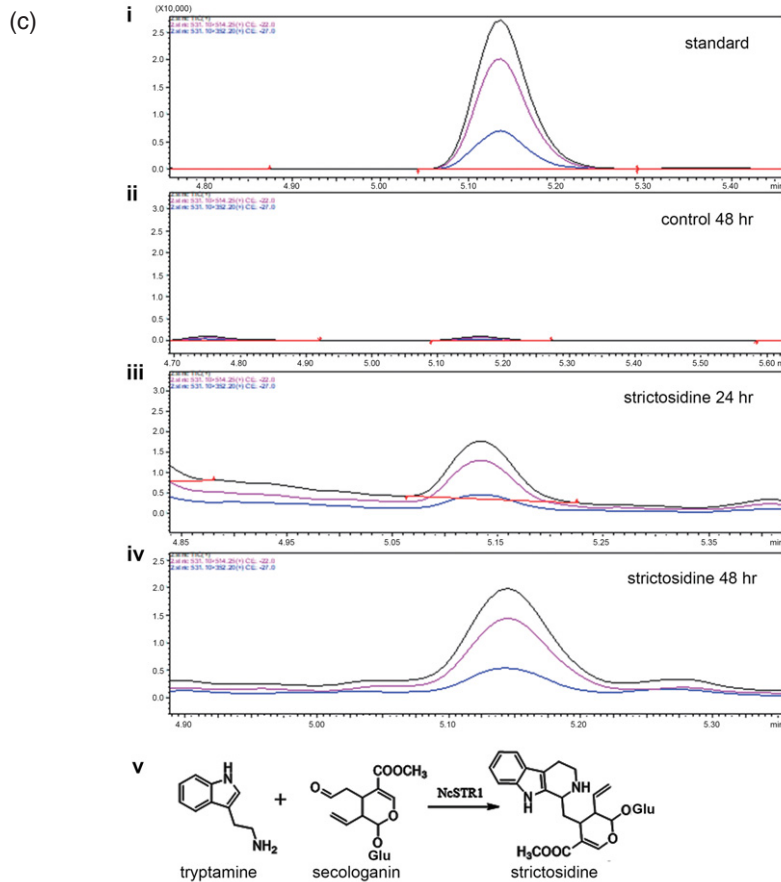 (c)
i
(X10,000)
standard
2.5
2.0
1.5
1.0
0.5
0.0
4.80 4.90 5.00 5.10 5.20 5.30 5.40 min
ii
control 48 hr
3.0
2.5
2.0
1.5
1.0
0.5
0.0
4.70 4.80 4.90 5.00 5.10 5.20 5.30 5.40 5.50 5.60
iii
strictosidine 24 hr
3.0
2.5
2.0
1.5
1.0
0.5
0.0
4.85 4.95 5.05 5.15 5.25 5.35 min
iv
strictosidine 48 hr
2.5
2.0
1.5
1.0
0.5
0.0
4.90 5.00 5.10 5.20 5.30 min
v
H
N
NH2
tryptamine
+
O
COOCH3
O
O
Glu
secologanin
NcSTR1
N
H
NH
OGlu
H3COOC
O
strictosidine